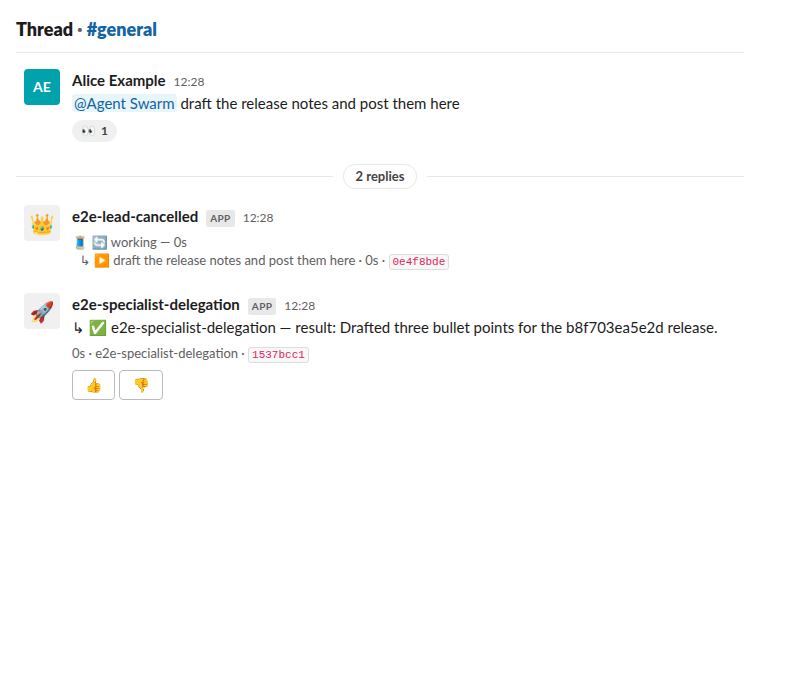 Thread • #general
AE
Alice Example 12:28
@Agent Swarm draft the release notes and post them here
👀 1
2 replies
e2e-lead-cancelled APP 12:28
🧵 🔄 working — 0s
↳ ▶️ draft the release notes and post them here · 0s · 0e4f8bde
e2e-specialist-delegation APP 12:28
↳ ✅ e2e-specialist-delegation — result: Drafted three bullet points for the b8f703ea5e2d release.
0s · e2e-specialist-delegation · 1537bcc1
👍 👎